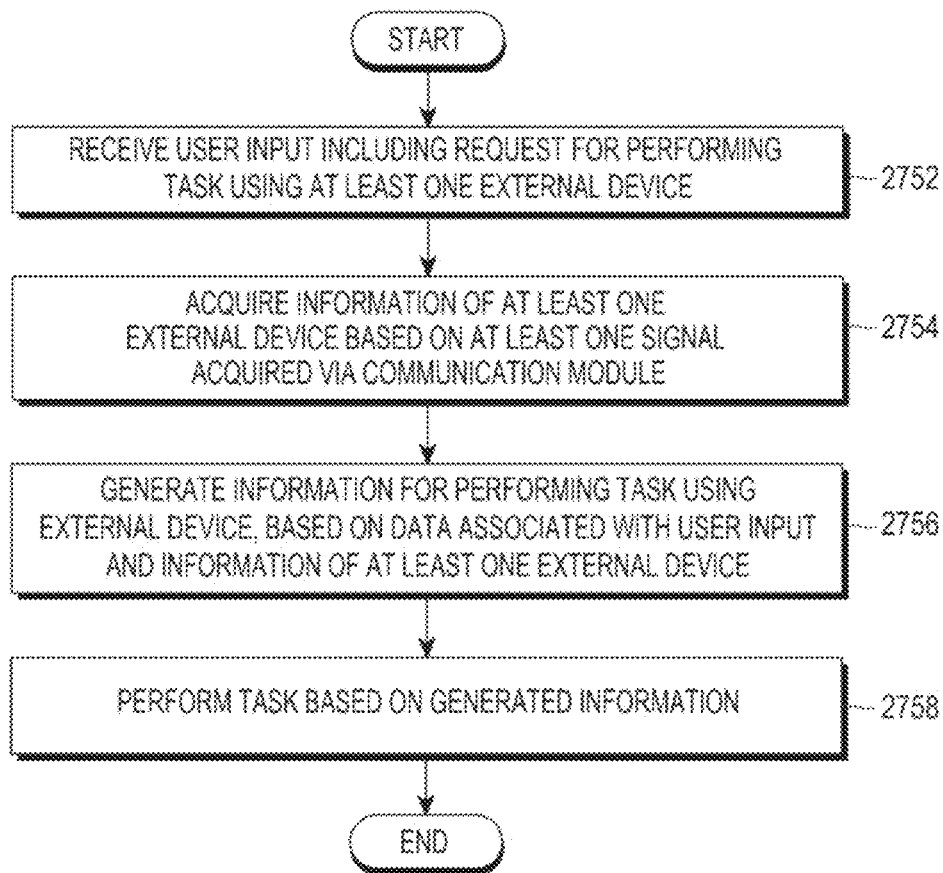 START
RECEIVE USER INPUT INCLUDING REQUEST FOR PERFORMING
TASK USING AT LEAST ONE EXTERNAL DEVICE
2752
ACQUIRE INFORMATION OF AT LEAST ONE
EXTERNAL DEVICE BASED ON AT LEAST ONE SIGNAL
ACQUIRED VIA COMMUNICATION MODULE
2754
GENERATE INFORMATION FOR PERFORMING TASK USING
EXTERNAL DEVICE, BASED ON DATA ASSOCIATED WITH USER INPUT
AND INFORMATION OF AT LEAST ONE EXTERNAL DEVICE
2756
PERFORM TASK BASED ON GENERATED INFORMATION
2758
END